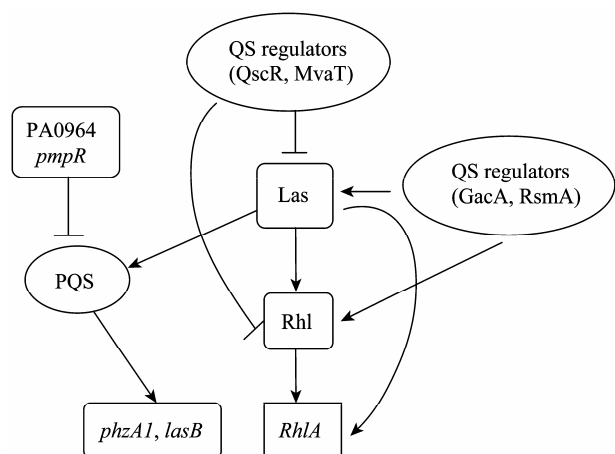 QS regulators
(QscR, MvaT)
PA0964
pmpR
Las
QS regulators
(GacA, RsmA)
PQS
Rhl
phzA1, lasB
RhlA